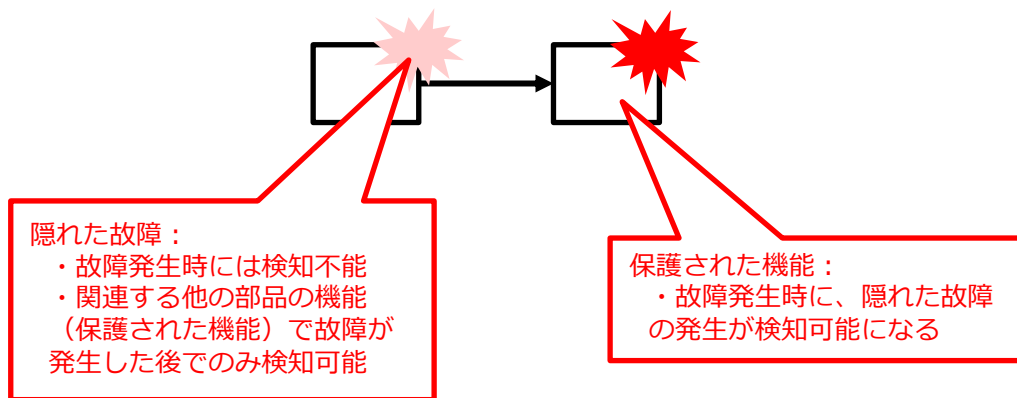 隠れた故障：
・故障発生時には検知不能
・関連する他の部品の機能
（保護された機能）で故障が
発生した後でのみ検知可能
保護された機能：
・故障発生時に、隠れた故障
の発生が検知可能になる